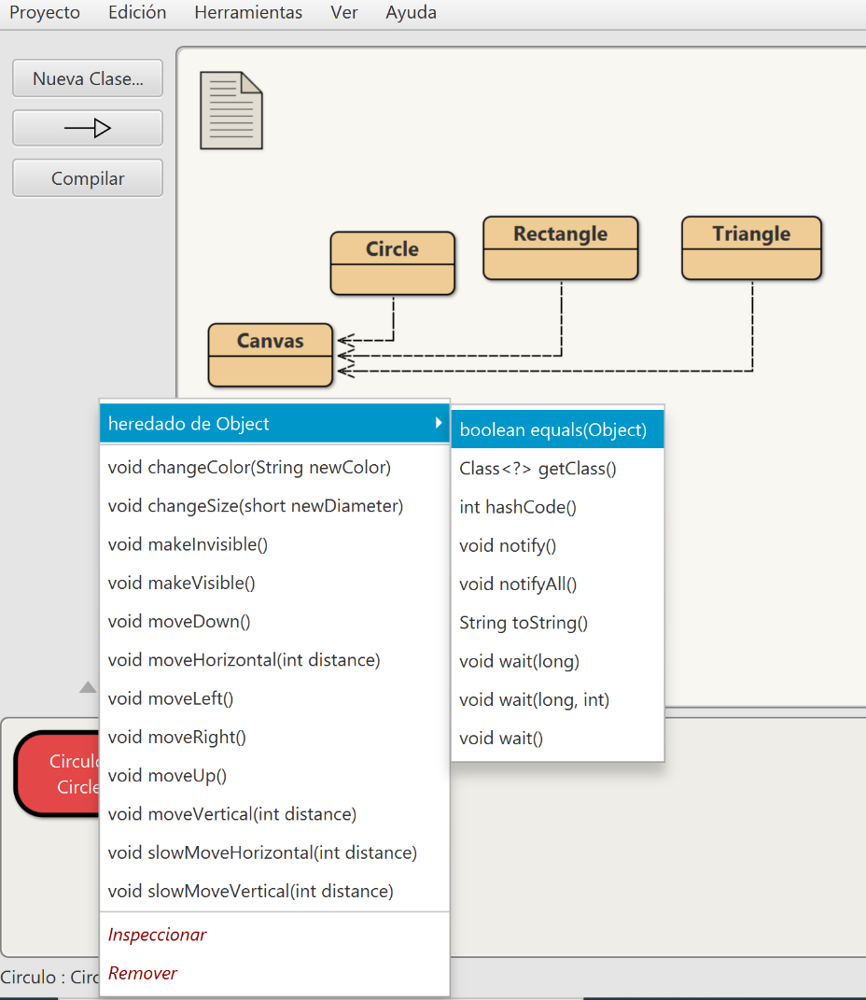 Proyecto Edición Herramientas Ver Ayuda
Nueva Clase...
Compilar
Circle
Rectangle
Triangle
Canvas
heredado de Object
void changeColor(String newColor)
void changeSize(short newDiameter)
void makeInvisible()
void makeVisible()
void moveDown()
void moveHorizontal(int distance)
void moveLeft()
void moveRight()
void moveUp()
void moveVertical(int distance)
void slowMoveHorizontal(int distance)
void slowMoveVertical(int distance)
Inspeccionar
Remover
boolean equals(Object)
Class<?> getClass()
int hashCode()
void notify()
void notifyAll()
String toString()
void wait(long)
void wait(long, int)
void wait()
Circulo
Circle
Circulo : Circ